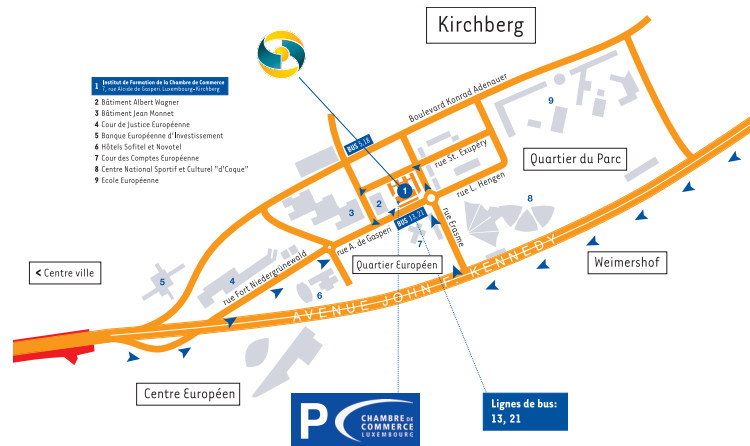 Kirchberg
1 Institut de Formation de la Chambre de Commerce
7, rue Alcide de Gasperi Luxembourg-Kirchberg
2 Bâtiment Albert Wagner
3 Bâtiment Jean Monnet
4 Cour de Justice Européenne
5 Banque Européenne d'Investissement
6 Hôtels Sofitel et Novotel
7 Cour des Comptes Européenne
8 Centre National Sportif et Culturel "d'Coque"
9 Ecole Européenne
Boulevard Konrad Adenauer
9
BUS 5,18
rue St. Exupéry
Quartier du Parc
1
rue L. Hengen
2
3
8
BUS 13, 21
rue Erasme
rue A. de Gasperi
7
Quartier Européen
Weimershof
< Centre ville
5
4
rue Fort Niedergrünewald
6
AVENUE JOHN F. KENNEDY
Centre Européen
P
CHAMBRE DE
COMMERCE
LUXEMBOURG
Lignes de bus:
13, 21